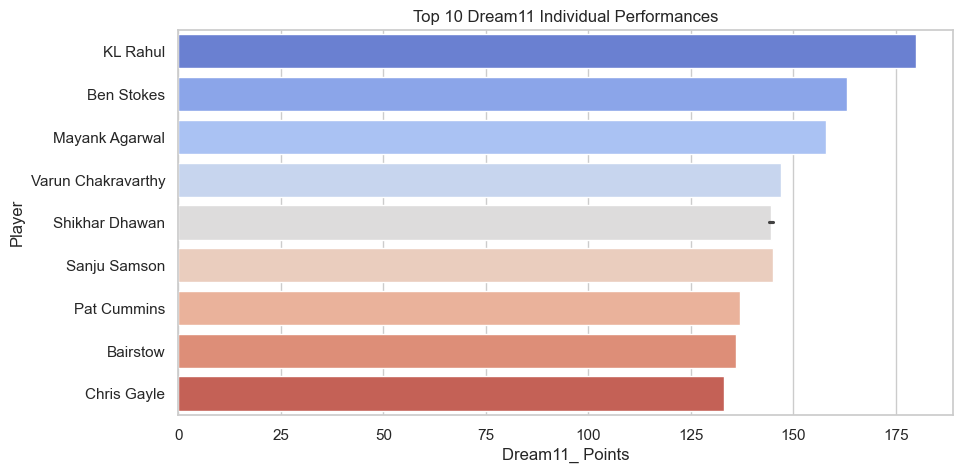 Top 10 Dream11 Individual Performances
Player
KL Rahul
Ben Stokes
Mayank Agarwal
Varun Chakravarthy
Shikhar Dhawan
Sanju Samson
Pat Cummins
Bairstow
Chris Gayle
0 25 50 75 100 125 150 175
Dream11_ Points